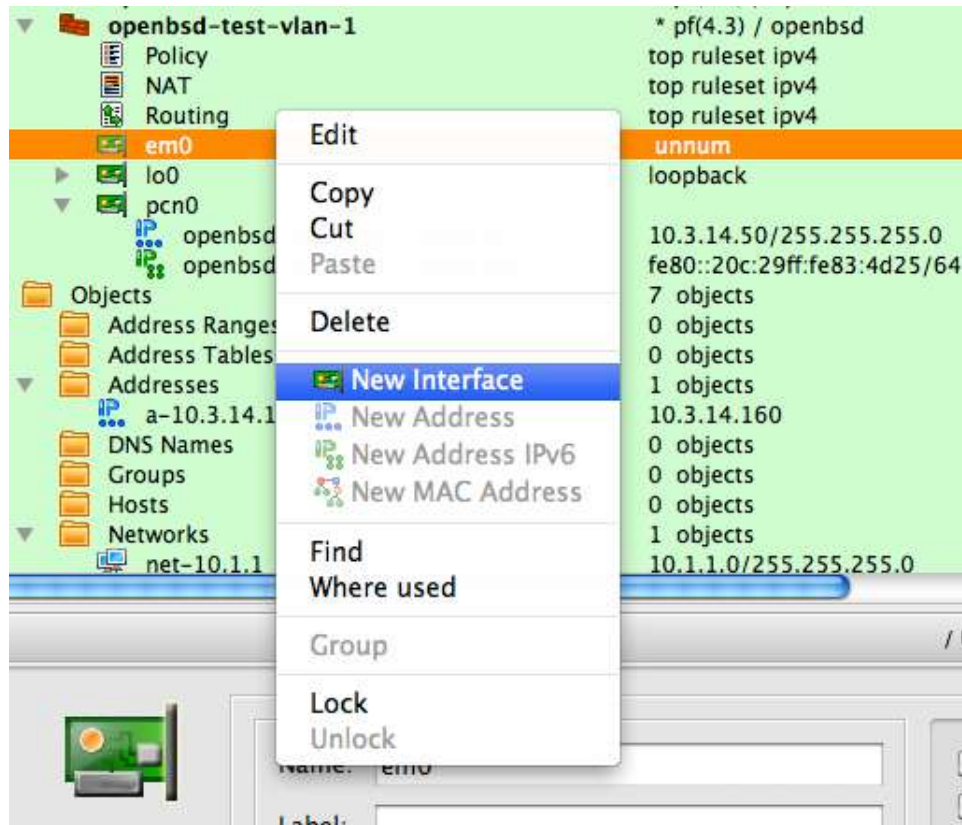 openbsd-test-vlan-1 * pf(4.3) / openbsd
Policy top ruleset ipv4
NAT top ruleset ipv4
Routing top ruleset ipv4
em0 unnum
lo0 loopback
pcn0
openbsd 10.3.14.50/255.255.255.0
openbsd fe80::20c:29ff:fe83:4d25/64
Objects 7 objects
Address Ranges 0 objects
Address Tables 0 objects
Addresses 1 objects
a-10.3.14.1 10.3.14.160
DNS Names 0 objects
Groups 0 objects
Hosts 0 objects
Networks 1 objects
net-10.1.1 10.1.1.0/255.255.255.0
Edit
Copy
Cut
Paste
Delete
New Interface
New Address
New Address IPv6
New MAC Address
Find
Where used
Group
Lock
Unlock
/
Name: em0
Label: